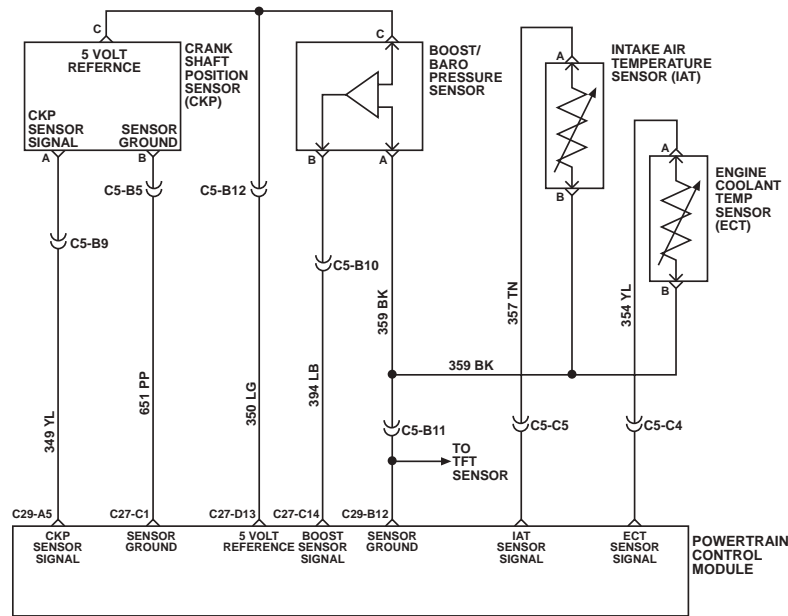 C
5 VOLT
REFERNCE
CRANK
SHAFT
POSITION
SENSOR
(CKP)
CKP
SENSOR
SIGNAL
SENSOR
GROUND
A
B
C
BOOST/
BARO
PRESSURE
SENSOR
B
A
INTAKE AIR
TEMPERATURE
SENSOR (IAT)
A
B
A
ENGINE
COOLANT
TEMP
SENSOR
(ECT)
B
C5-B5
C5-B12
C5-B9
C5-B10
349 YL
651 PP
350 LG
394 LB
359 BK
357 TN
354 YL
359 BK
C5-B11
C5-C5
C5-C4
TO
TFT
SENSOR
C29-A5
C27-C1
C27-D13
C27-C14
C29-B12
CKP
SENSOR
SIGNAL
SENSOR
GROUND
5 VOLT
REFERENCE
BOOST
SENSOR
SIGNAL
SENSOR
GROUND
IAT
SENSOR
SIGNAL
ECT
SENSOR
SIGNAL
POWERTRAIN
CONTROL
MODULE